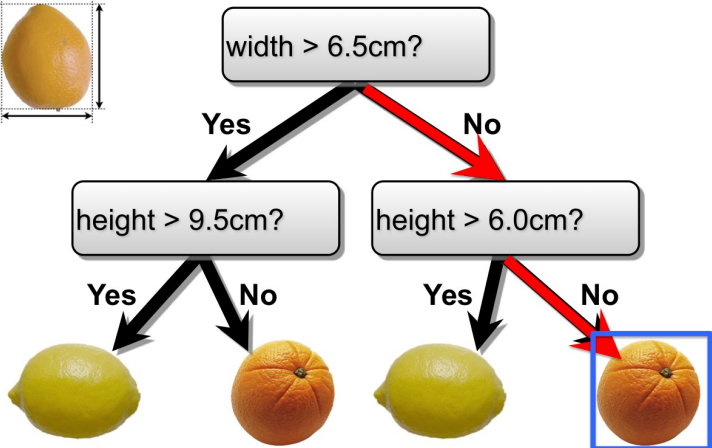 width > 6.5cm?
Yes
No
height > 9.5cm?
height > 6.0cm?
Yes
No
Yes
No